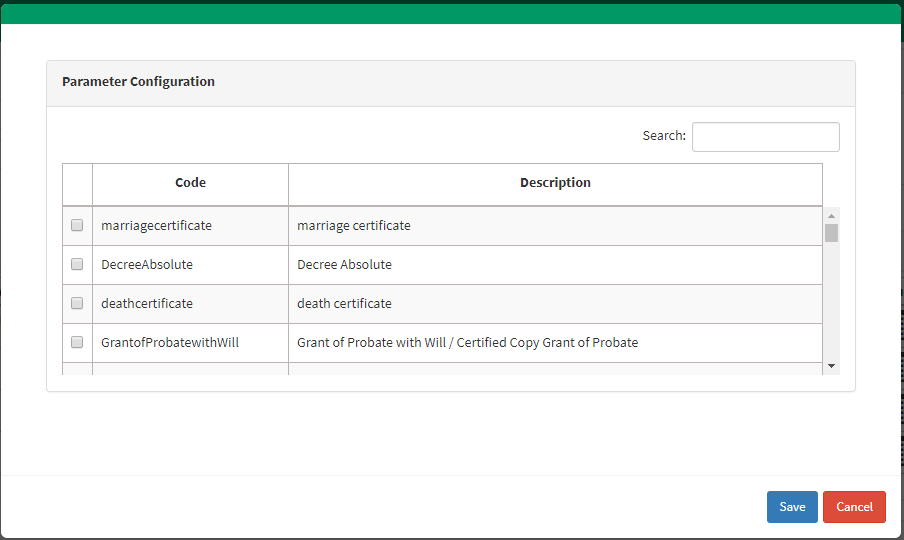 Parameter Configuration
Search:
Code Description
marriagecertificate marriage certificate
DecreeAbsolute Decree Absolute
deathcertificate death certificate
GrantofProbatewithWill Grant of Probate with Will / Certified Copy Grant of Probate
Save Cancel